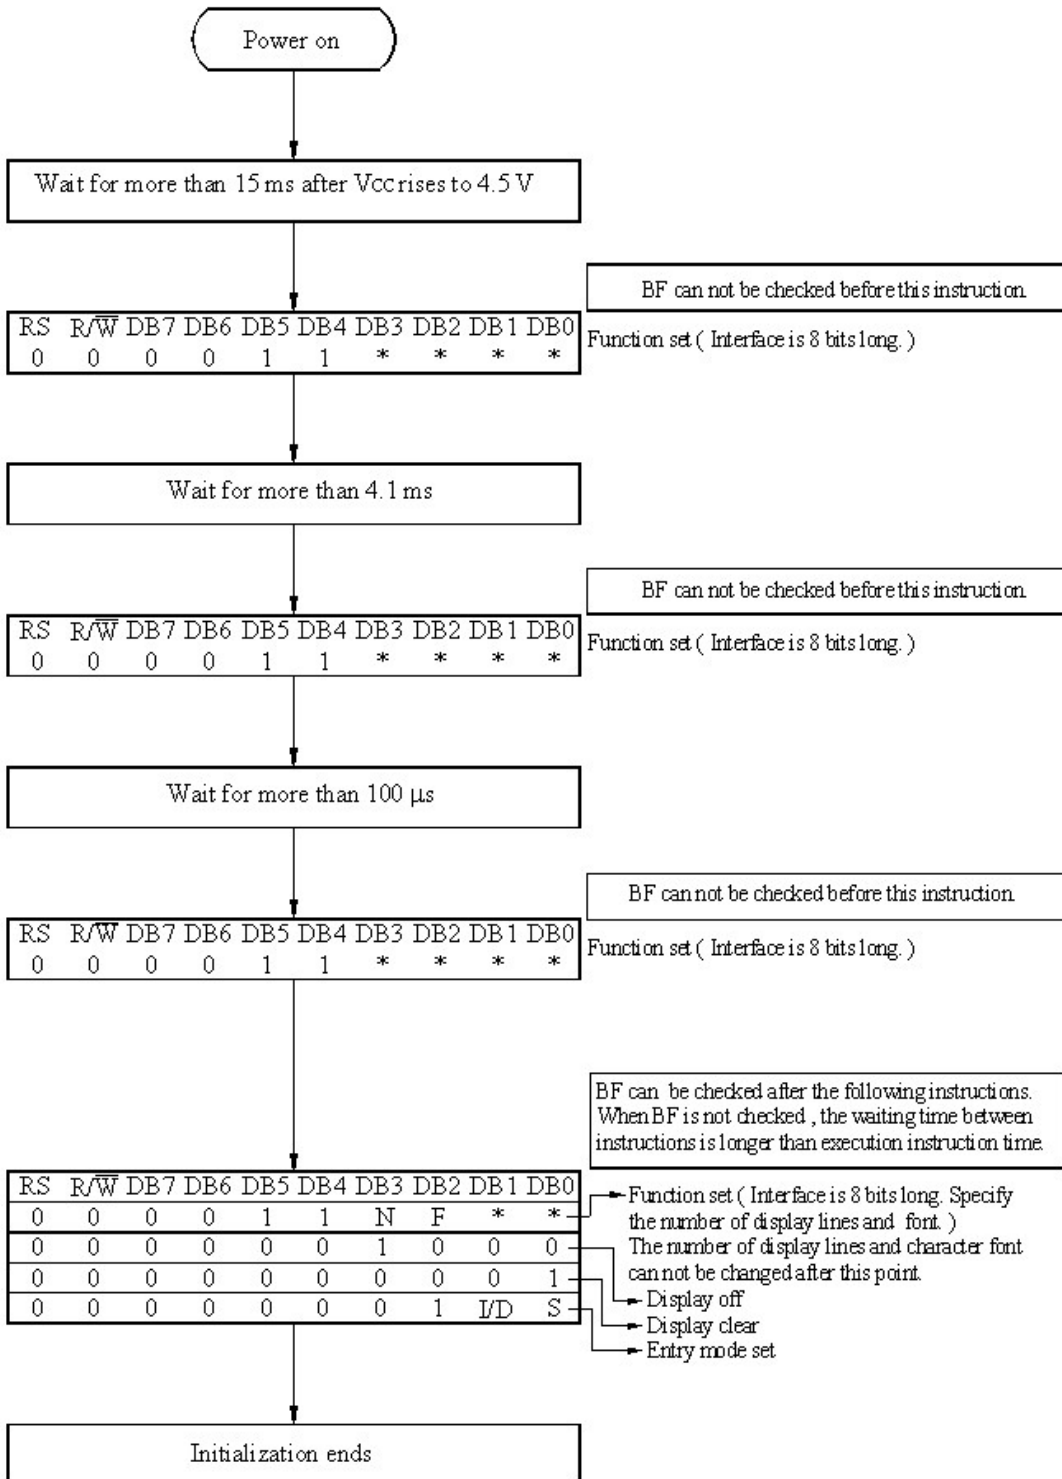 Power on
Wait for more than 15 ms after VCC rises to 4.5 V
BF can not be checked before this instruction.
RS R/W̅ DB7 DB6 DB5 DB4 DB3 DB2 DB1 DB0
0 0 0 0 1 1 * * * *
Function set ( Interface is 8 bits long. )
Wait for more than 4.1 ms
BF can not be checked before this instruction.
RS R/W̅ DB7 DB6 DB5 DB4 DB3 DB2 DB1 DB0
0 0 0 0 1 1 * * * *
Function set ( Interface is 8 bits long. )
Wait for more than 100 µs
BF can not be checked before this instruction.
RS R/W̅ DB7 DB6 DB5 DB4 DB3 DB2 DB1 DB0
0 0 0 0 1 1 * * * *
Function set ( Interface is 8 bits long. )
BF can be checked after the following instructions.
When BF is not checked , the waiting time between
instructions is longer than execution instruction time.
RS R/W̅ DB7 DB6 DB5 DB4 DB3 DB2 DB1 DB0
0 0 0 0 1 1 N F * *
0 0 0 0 0 0 1 0 0 0
0 0 0 0 0 0 0 0 0 1
0 0 0 0 0 0 0 1 I/D S
Function set ( Interface is 8 bits long. Specify
the number of display lines and font. )
The number of display lines and character font
can not be changed after this point.
Display off
Display clear
Entry mode set
Initialization ends